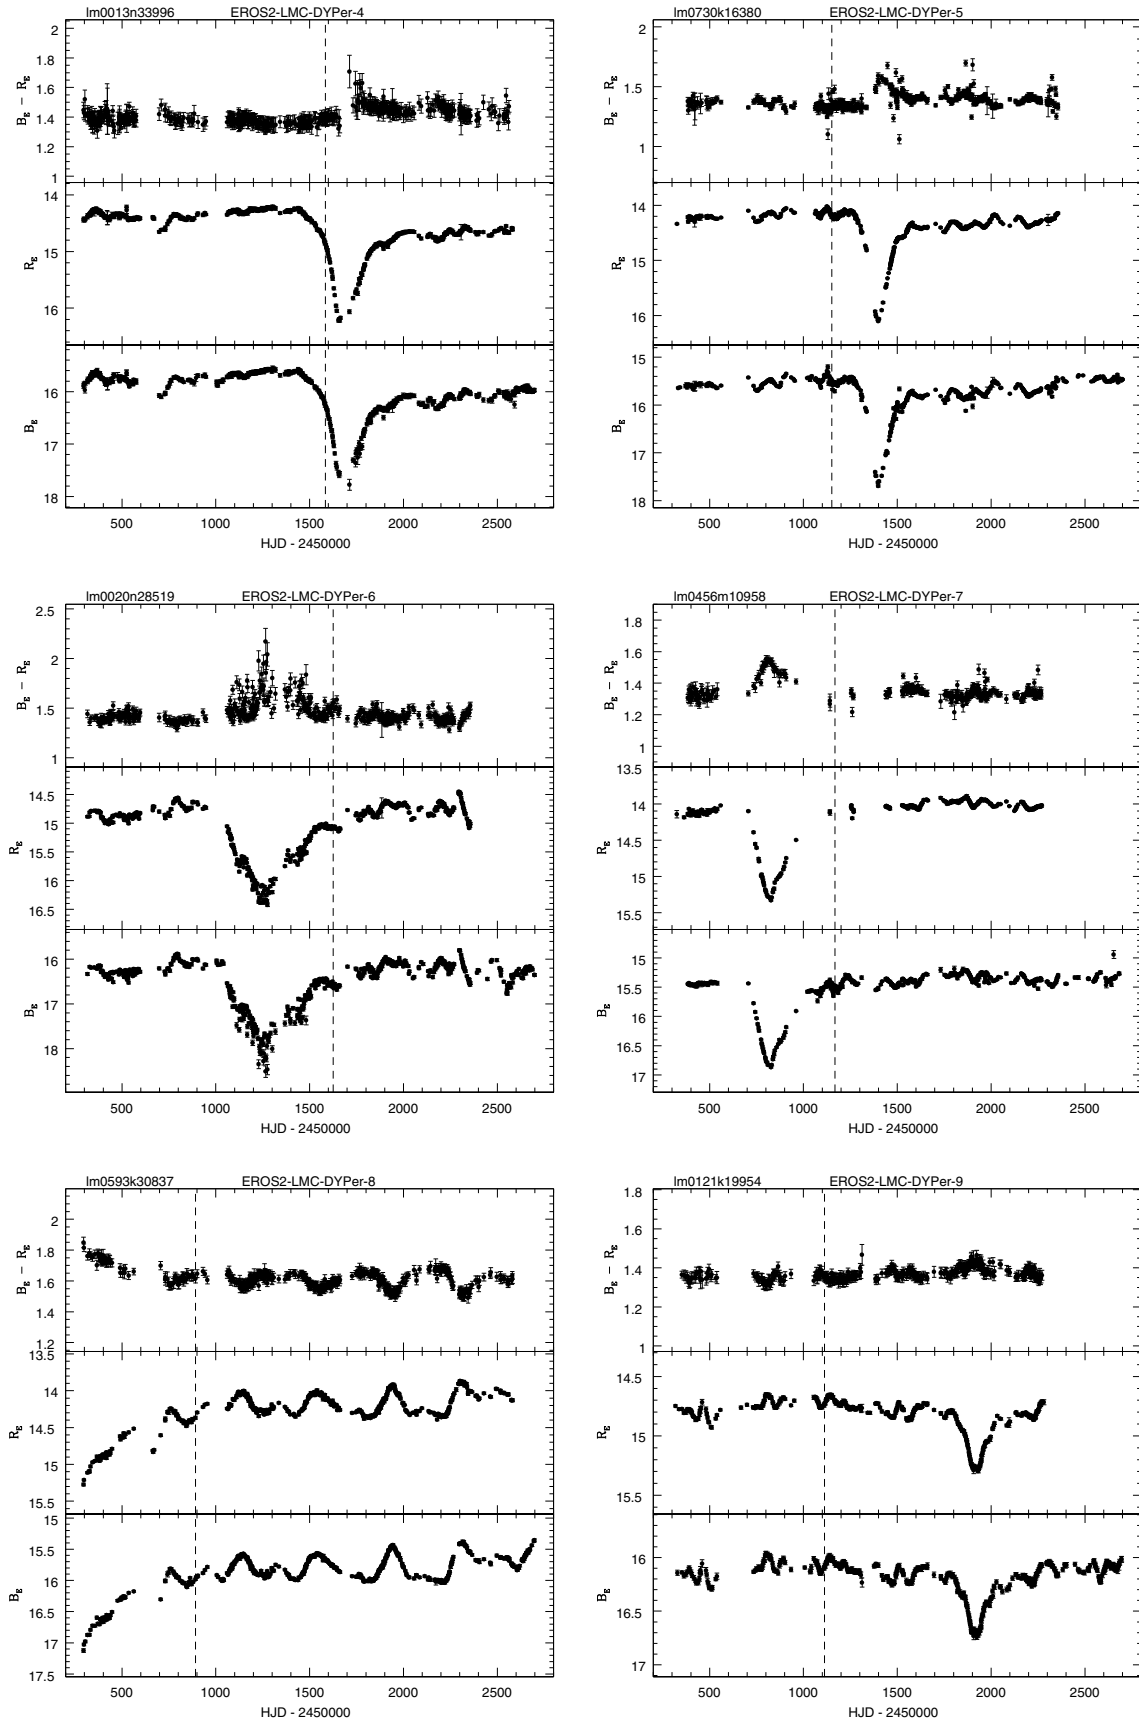 lm0013n33996 EROS2-LMC-DYPer-4
2
1.8
1.6
1.4
1.2
1
B_E - R_E
14
15
16
R_E
16
17
18
B_E
500 1000 1500 2000 2500
HJD - 2450000
lm0730k16380 EROS2-LMC-DYPer-5
2
1.5
1
B_E - R_E
14
15
16
R_E
15
16
17
18
B_E
500 1000 1500 2000 2500
HJD - 2450000
lm0020n28519 EROS2-LMC-DYPer-6
2.5
2
1.5
1
B_E - R_E
14.5
15
15.5
16
16.5
R_E
16
17
18
B_E
500 1000 1500 2000 2500
HJD - 2450000
lm0456m10958 EROS2-LMC-DYPer-7
1.8
1.6
1.4
1.2
1
B_E - R_E
13.5
14
14.5
15
15.5
R_E
15
15.5
16
16.5
17
B_E
500 1000 1500 2000 2500
HJD - 2450000
lm0593k30837 EROS2-LMC-DYPer-8
2
1.8
1.6
1.4
1.2
B_E - R_E
13.5
14
14.5
15
15.5
R_E
15
15.5
16
16.5
17
17.5
B_E
500 1000 1500 2000 2500
HJD - 2450000
lm0121k19954 EROS2-LMC-DYPer-9
1.8
1.6
1.4
1.2
1
B_E - R_E
14.5
15
15.5
R_E
16
16.5
17
B_E
500 1000 1500 2000 2500
HJD - 2450000